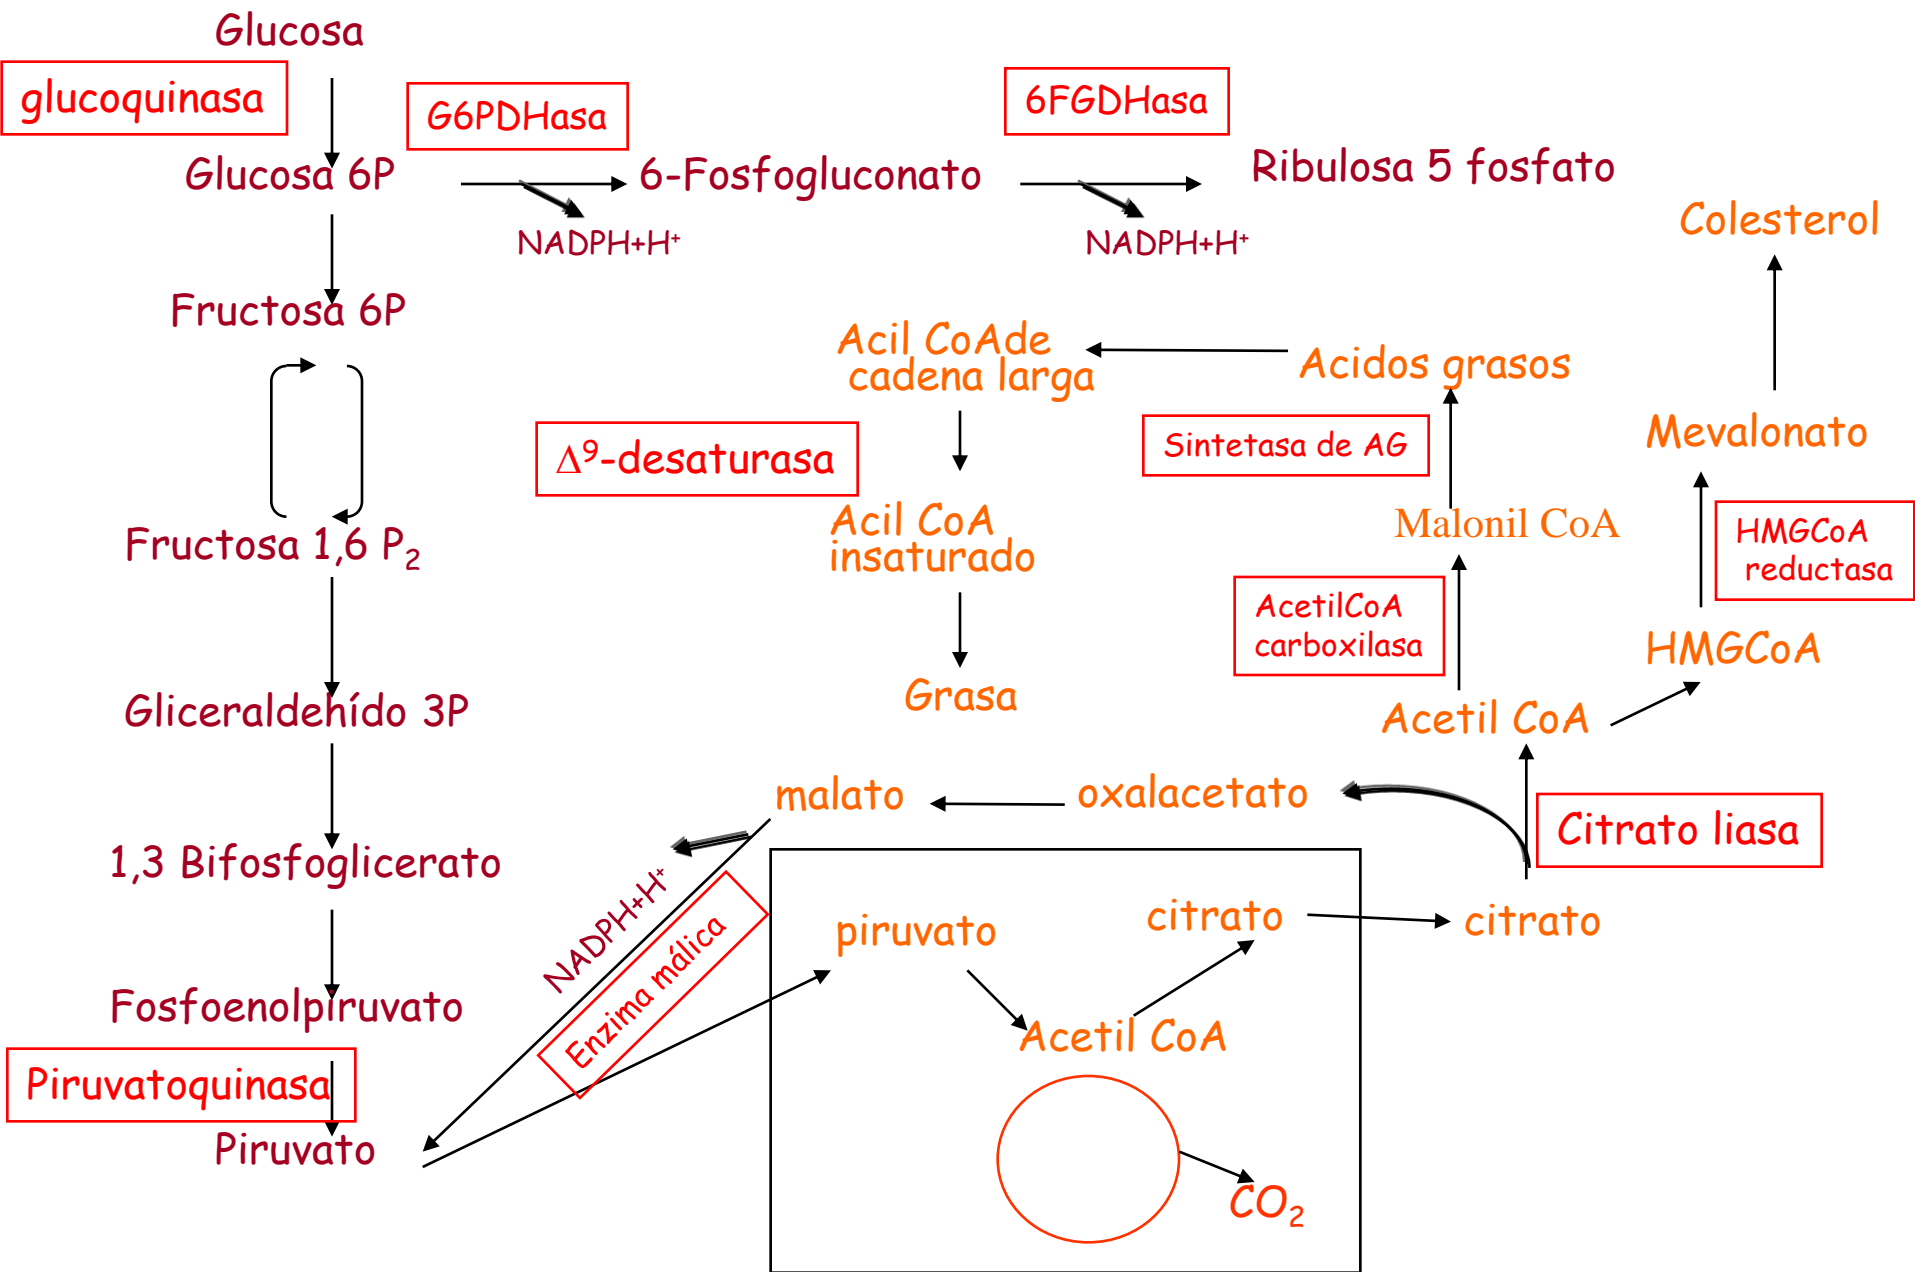 Glucosa
glucoquinasa
G6PDHasa
6FGDHasa
Glucosa 6P
6-Fosfogluconato
Ribulosa 5 fosfato
NADPH+H⁺
NADPH+H⁺
Colesterol
Fructosa 6P
Acil CoAde
cadena larga
Acidos grasos
Δ⁹-desaturasa
Sintetasa de AG
Mevalonato
Acil CoA
insaturado
Malonil CoA
HMGCoA
reductasa
Fructosa 1,6 P₂
AcetilCoA
carboxilasa
HMGCoA
Grasa
Gliceraldehído 3P
Acetil CoA
malato
oxalacetato
Citrato liasa
1,3 Bifosfoglicerato
NADPH+H⁺
Enzima málica
piruvato
citrato
citrato
Fosfoenolpiruvato
Acetil CoA
Piruvatoquinasa
Piruvato
CO₂